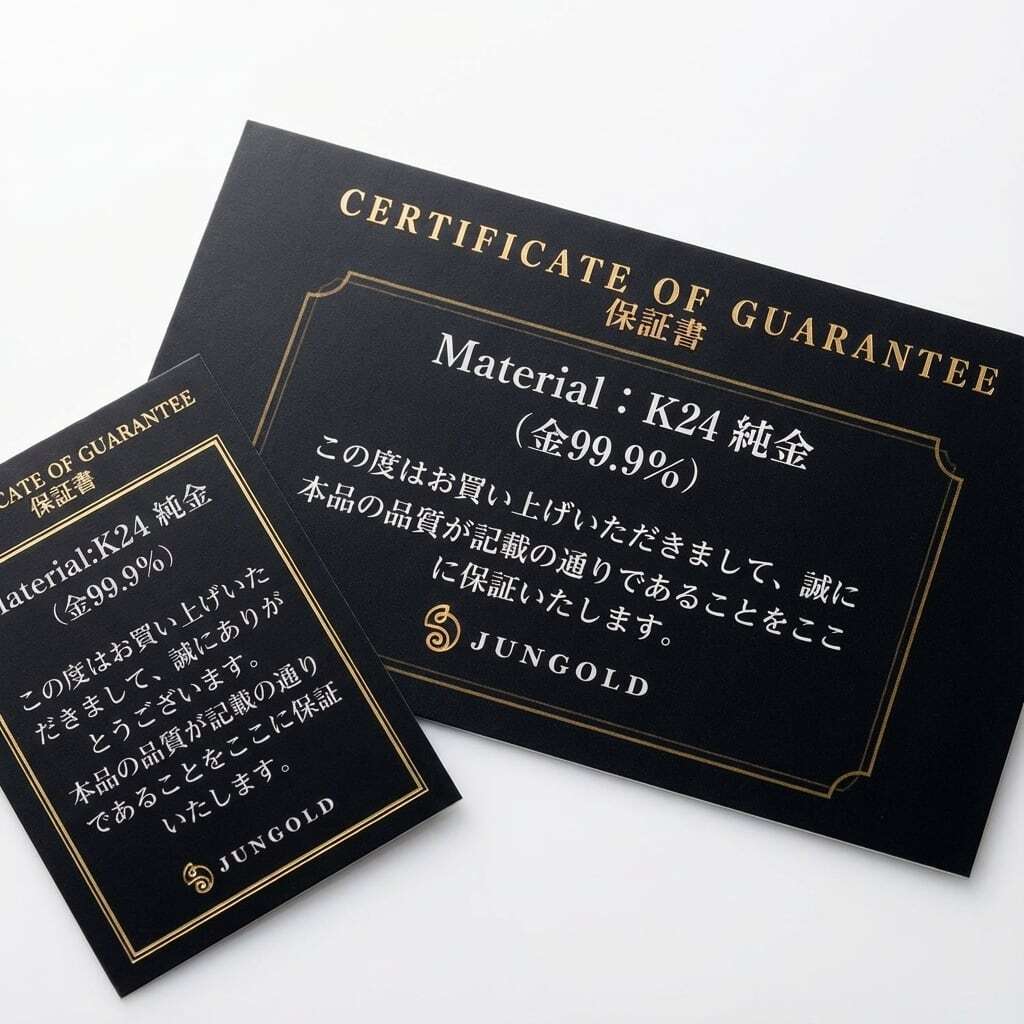 CERTIFICATE OF GUARANTEE
保証書
Material：K24 純金
（金99.9%）
この度はお買い上げいただきまして、誠に
本品の品質が記載の通りであることをここ
に保証いたします。
JUNGOLD
CATE OF GUARANTEE
保証書
aterial:K24 純金
（金99.9%）
この度はお買い上げいた
だきまして、誠にありが
とうございます。
本品の品質が記載の通り
であることをここに保証
いたします。
JUNGOLD